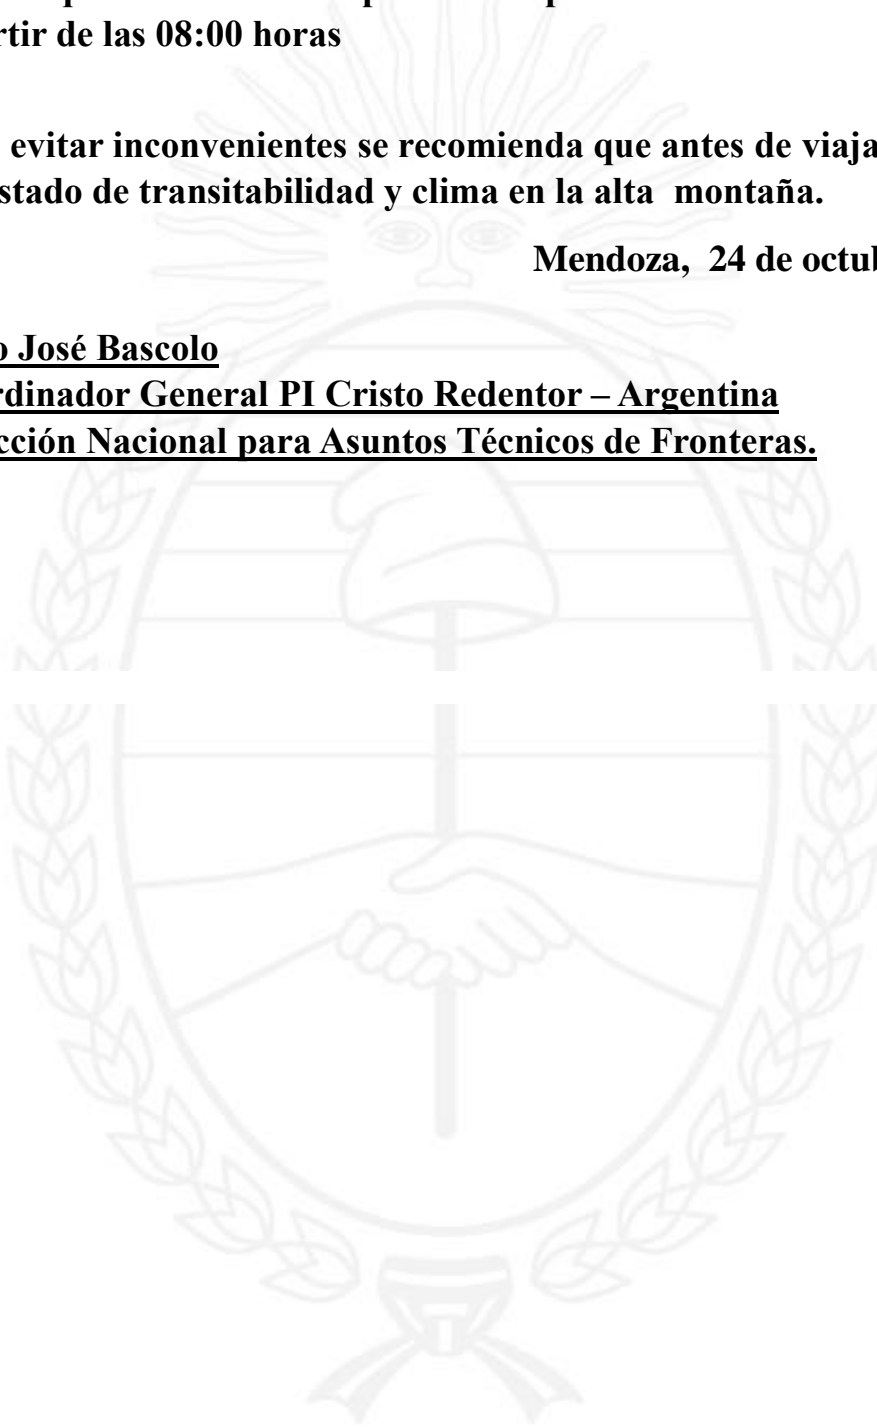 rtir de las 08:00 horas
evitar inconvenientes se recomienda que antes de viaja
stado de transitabilidad y clima en la alta montaña.
Mendoza, 24 de octub
o José Bascolo
rdinador General PI Cristo Redentor – Argentina
cción Nacional para Asuntos Técnicos de Fronteras.